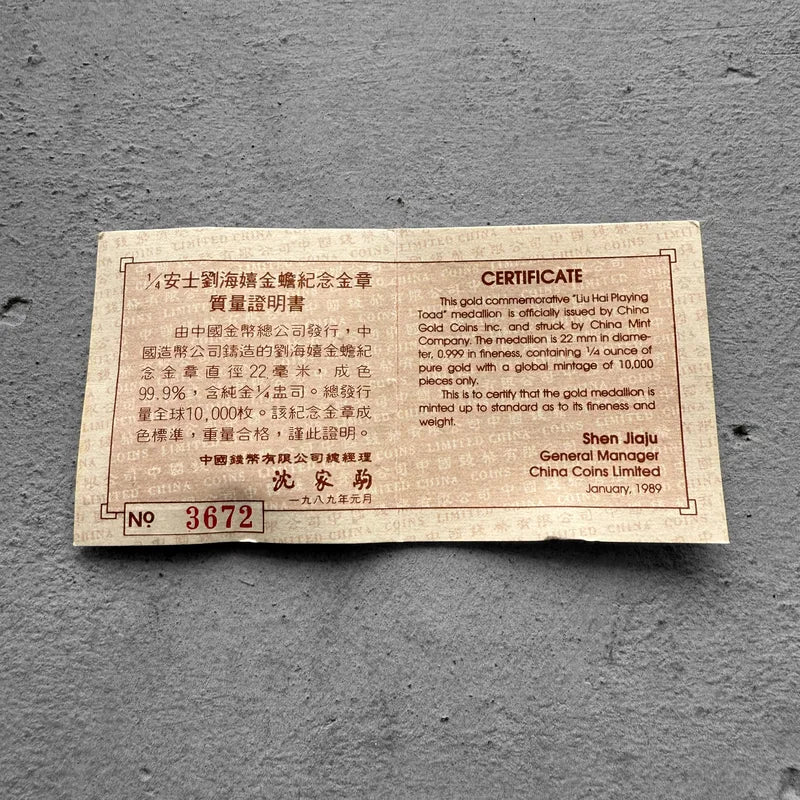 1/4安士劉海嬉金蟾紀念金章
質量證明書
由中國金幣總公司發行，中
國造幣公司鑄造的劉海嬉金蟾紀
念金章直徑22毫米，成色
99.9%，含純金1/4盎司。總發行
量全球10,000枚。該紀念金章成
色標準，重量合格，謹此證明。
中國錢幣有限公司總經理
沈家駒
一九八九年元月
No 3672
CERTIFICATE
This gold commemorative "Liu Hai Playing
Toad" medallion is officially issued by China
Gold Coins Inc. and struck by China Mint
Company. The medallion is 22 mm in diame-
ter, 0.999 in fineness, containing 1/4 ounce of
pure gold with a global mintage of 10,000
pieces only.
This is to certify that the gold medallion is
minted up to standard as to its fineness and
weight.
Shen Jiaju
General Manager
China Coins Limited
January, 1989